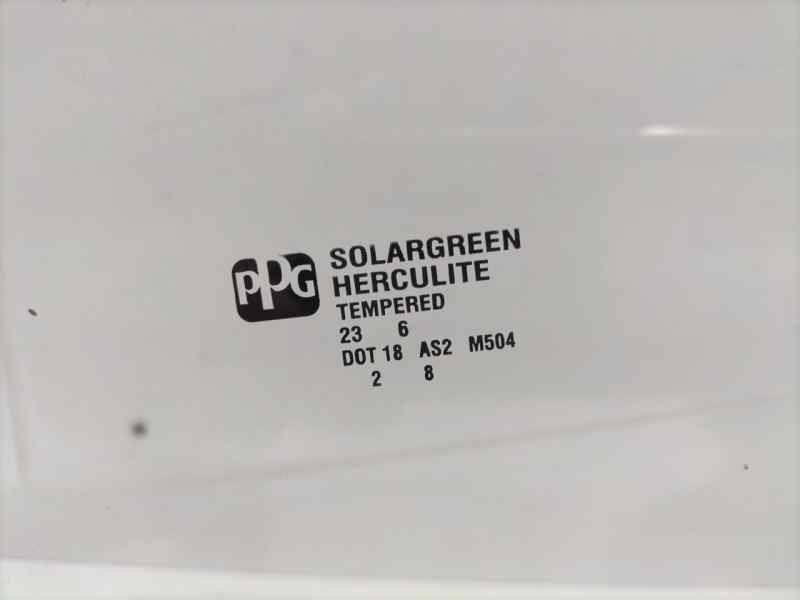 PPG
SOLARGREEN
HERCULITE
TEMPERED
23 6
DOT 18 AS2 M504
2 8